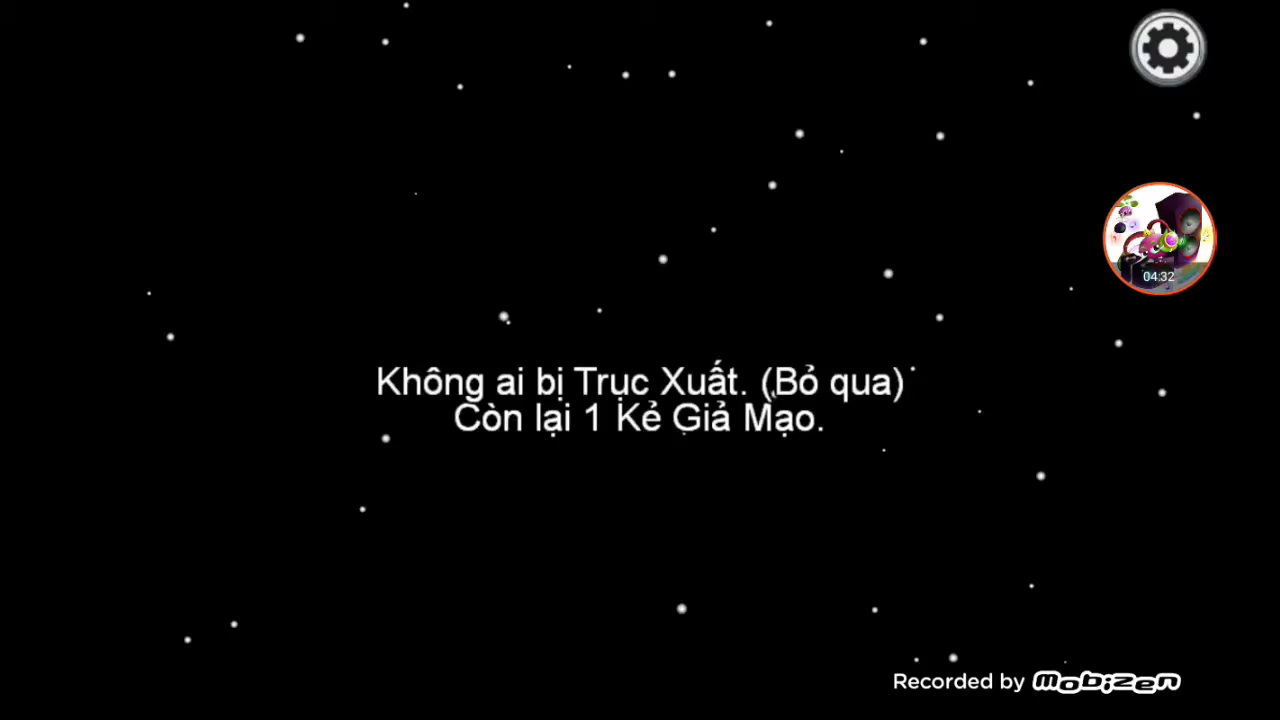 04:32
Không ai bị Trục Xuất. (Bỏ qua)
Còn lại 1 Kẻ Giả Mạo.
Recorded by mobizen